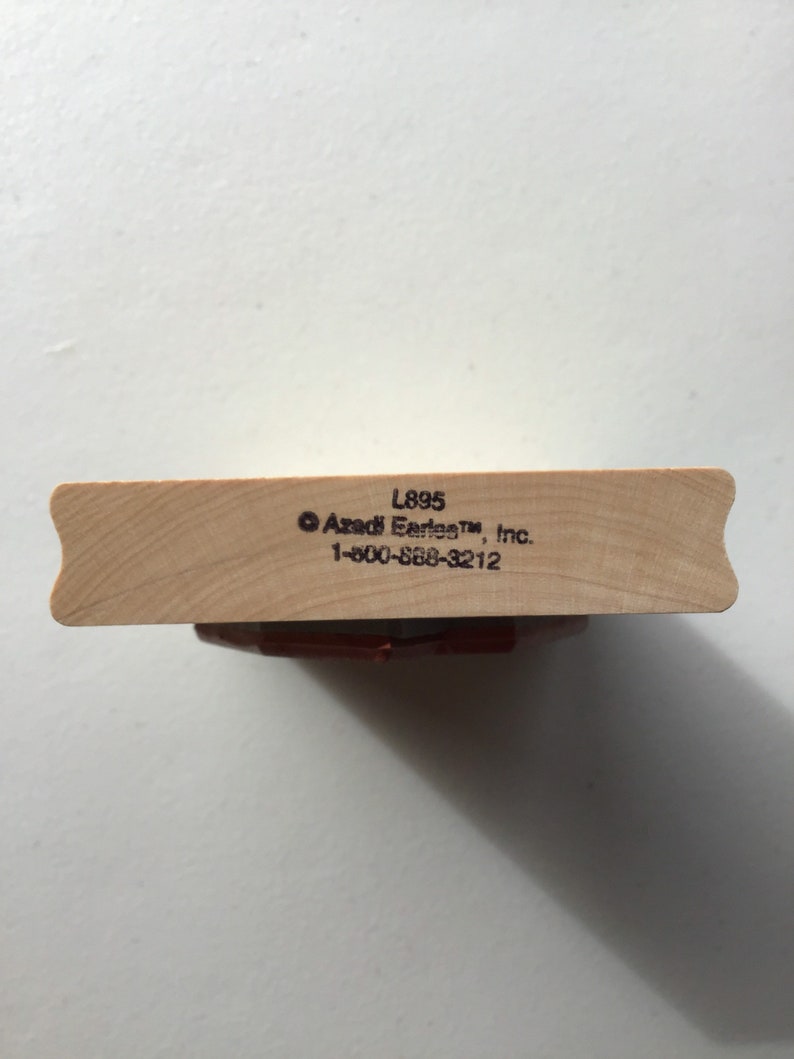 L895
© Azadi Earles™, Inc.
1-800-888-3212